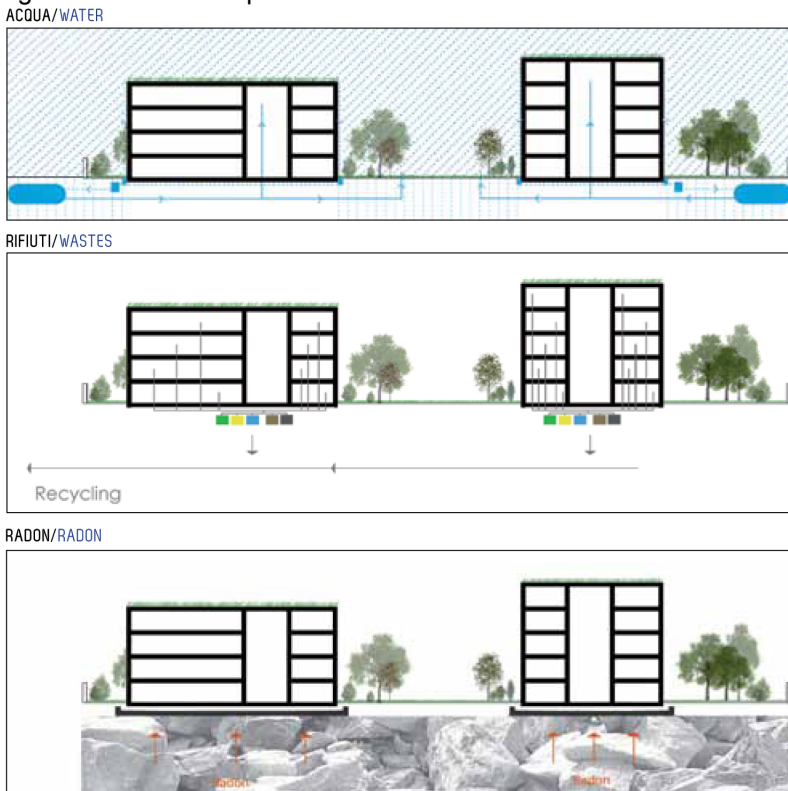 ACQUA/WATER
RIFIUTI/WASTES
Recycling
RADON/RADON
Radon
Radon